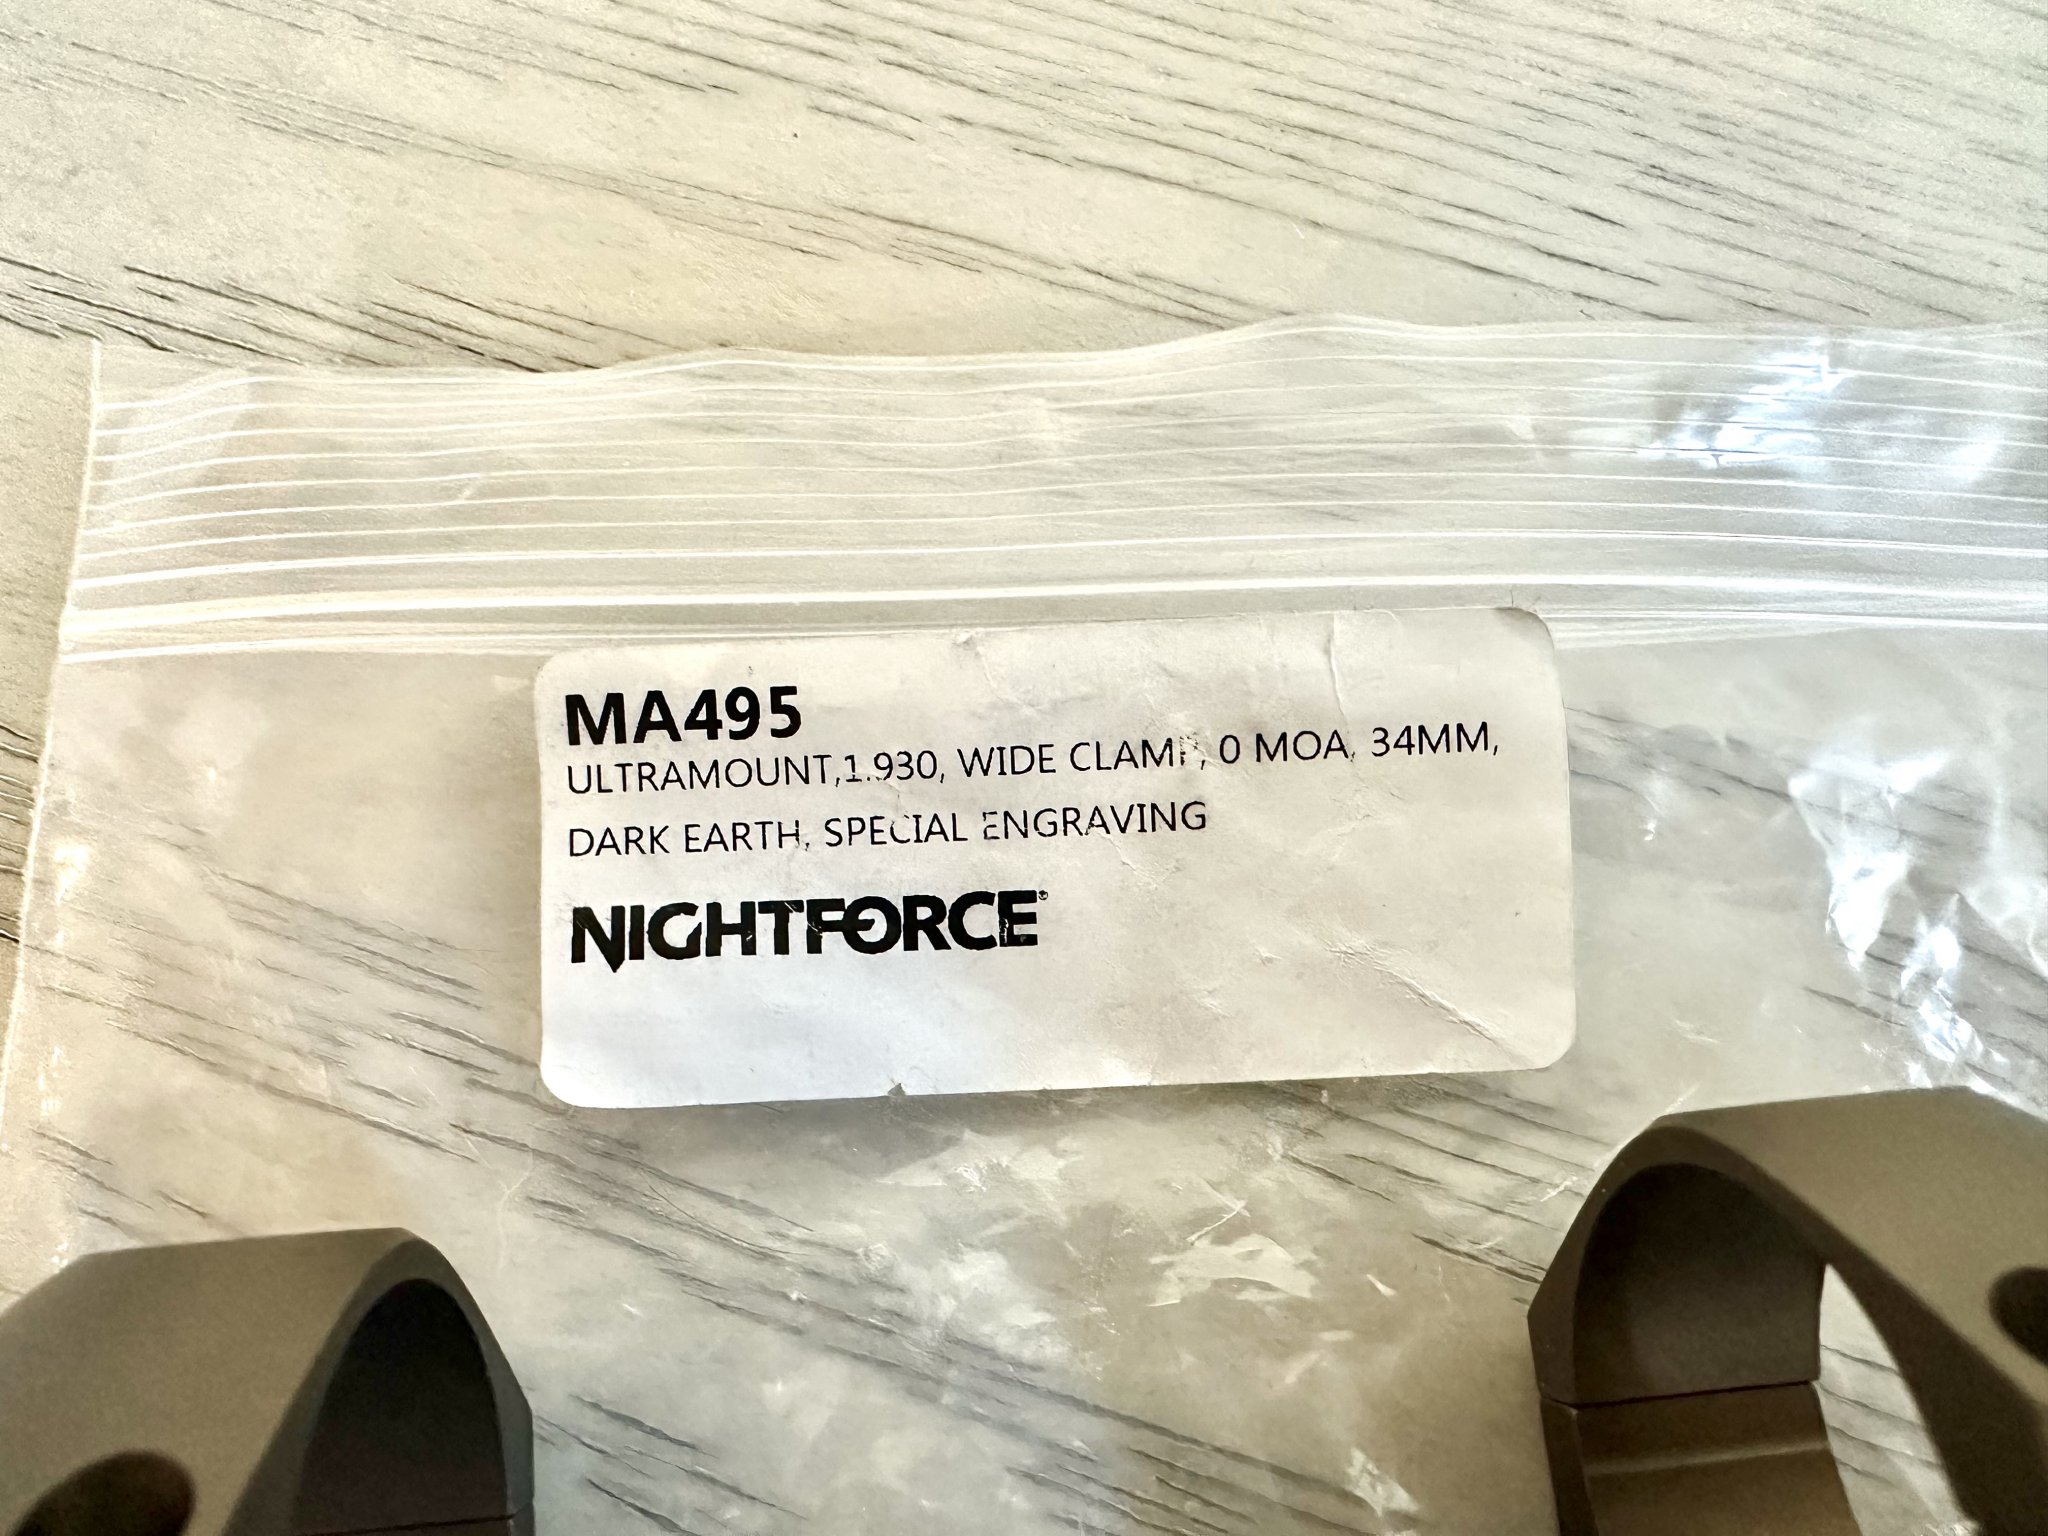 MA495
ULTRAMOUNT,1.930, WIDE CLAMP, 0 MOA, 34MM,
DARK EARTH, SPECIAL ENGRAVING
NIGHTFORCE®